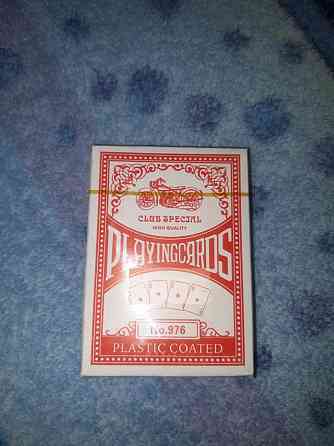 CLUB SPECIAL
HIGH QUALITY
PLAYINGCARDS
No.976
PLASTIC COATED